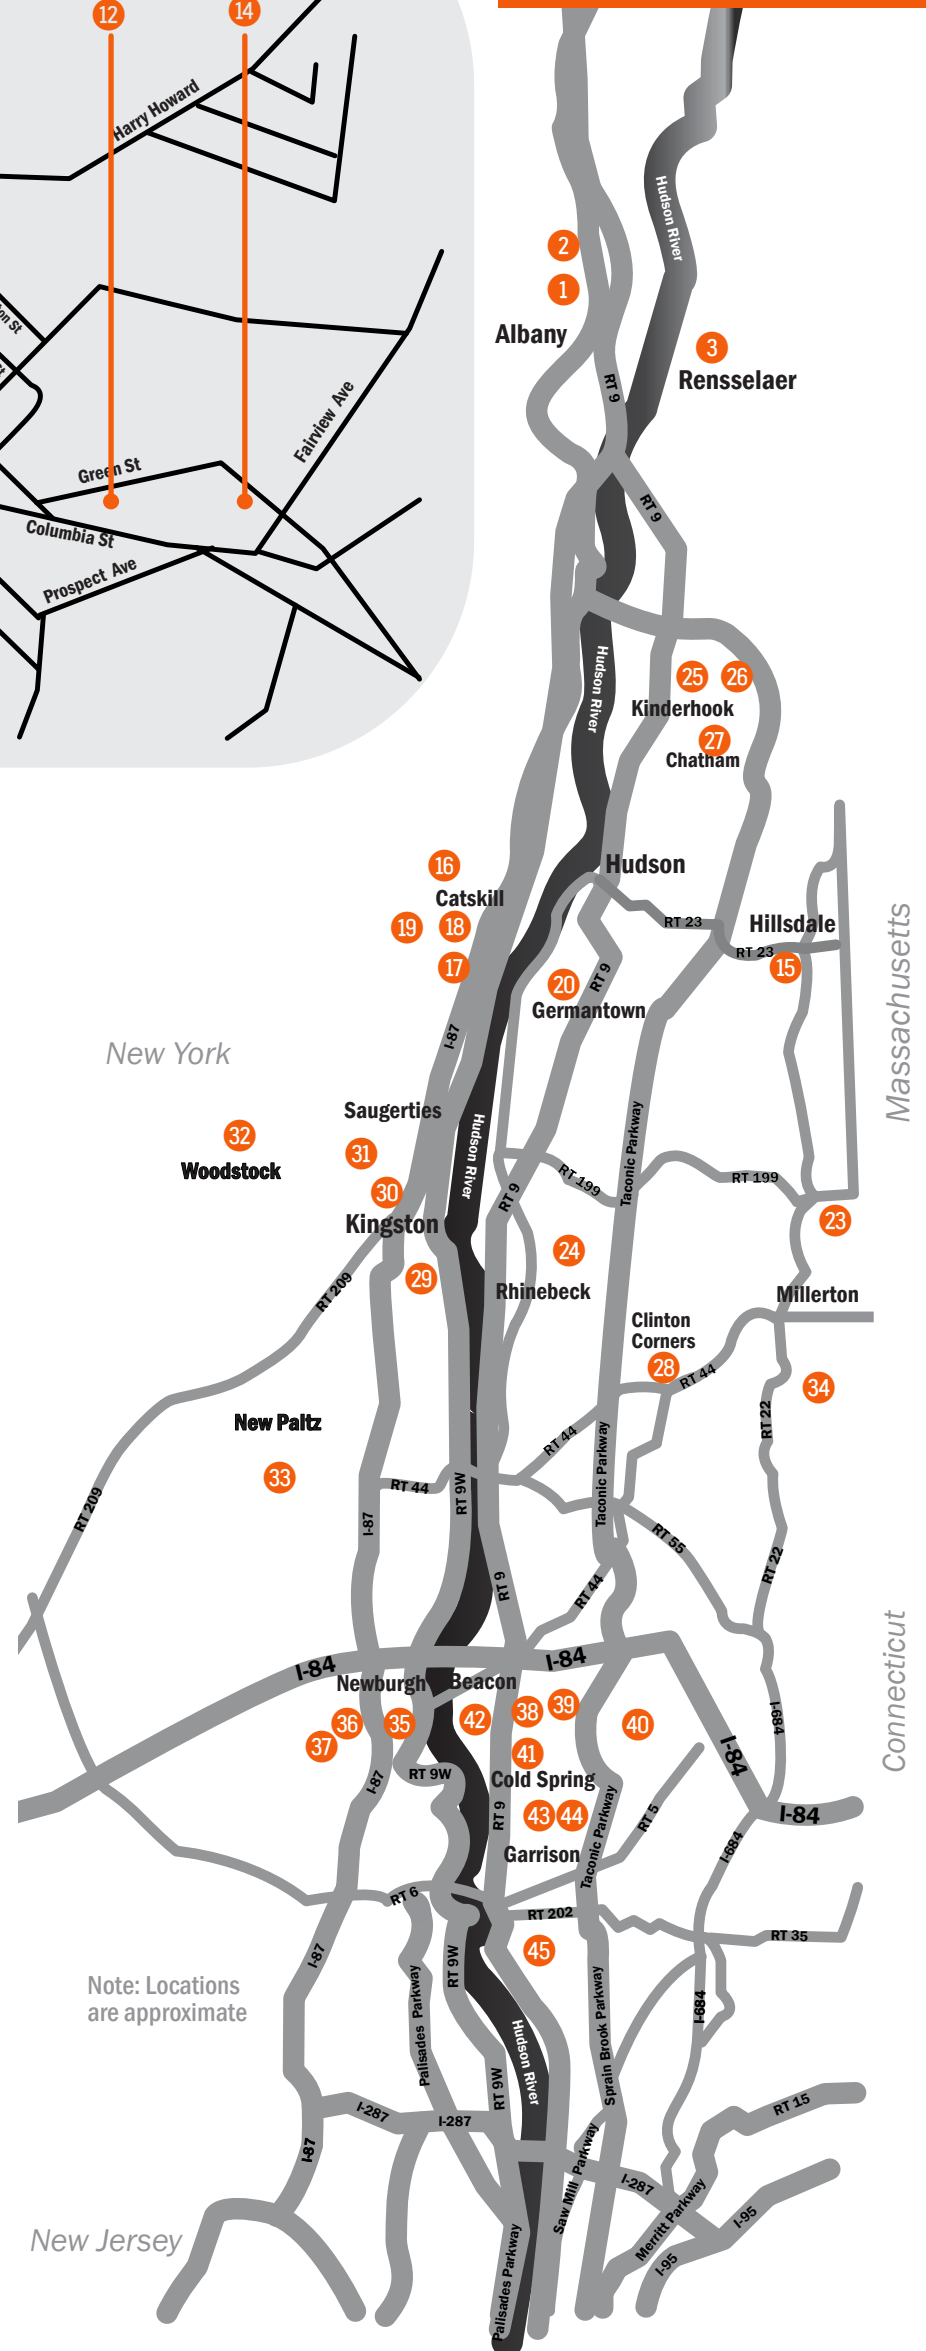 12
14
Harry Howard
Fairview Ave
Green St
Columbia St
Prospect Ave
Hudson River
2
1
Albany
3
Rensselaer
RT 9
RT 9
Hudson River
25
26
Kinderhook
27
Chatham
16
Catskill
19
18
17
Hudson
RT 23
Hillsdale
RT 23
15
20
RT 9
Germantown
I-87
New York
Massachusetts
Saugerties
32
31
Woodstock
30
Kingston
Hudson River
Taconic Parkway
RT 199
RT 199
RT 9
23
29
24
RT 209
Rhinebeck
Millerton
Clinton
Corners
28
RT 44
34
New Paltz
RT 22
33
RT 44
Taconic Parkway
RT 44
RT 9W
RT 209
I-87
RT 55
RT 22
RT 9
RT 44
Connecticut
I-84
I-84
Newburgh
Beacon
36
35
42
38
39
40
I-684
37
41
I-84
I-87
RT 9W
Cold Spring
RT 9
43
44
RT 5
I-84
Taconic Parkway
Garrison
I-684
RT 6
RT 202
RT 35
45
I-87
RT 9W
Note: Locations
are approximate
Palisades Parkway
Sprain Brook Parkway
I-684
Hudson River
RT 9W
I-287
I-287
RT 15
I-87
Saw Mill Parkway
I-287
Merritt Parkway
I-95
I-95
New Jersey
Palisades Parkway